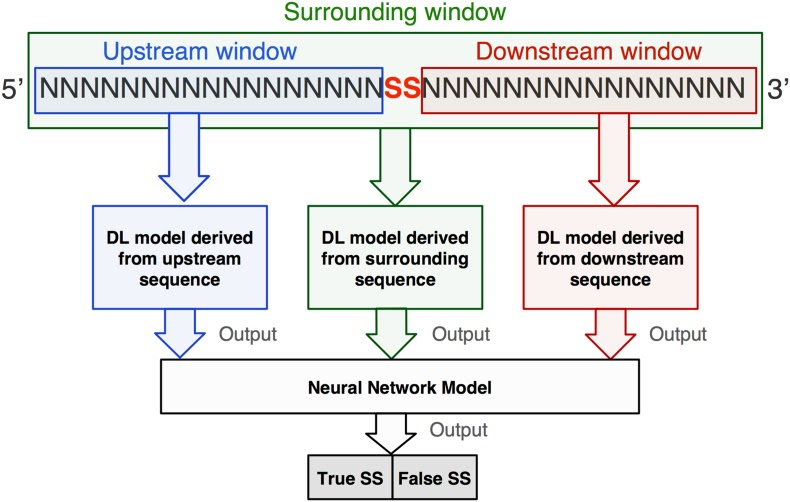 Surrounding window
Upstream window Downstream window
5’ NNNNNNNNNNNNNNNNNNSSNNNNNNNNNNNNNNNNN 3’
DL model derived from upstream sequence
DL model derived from surrounding sequence
DL model derived from downstream sequence
Output Output Output
Neural Network Model
Output
True SS False SS